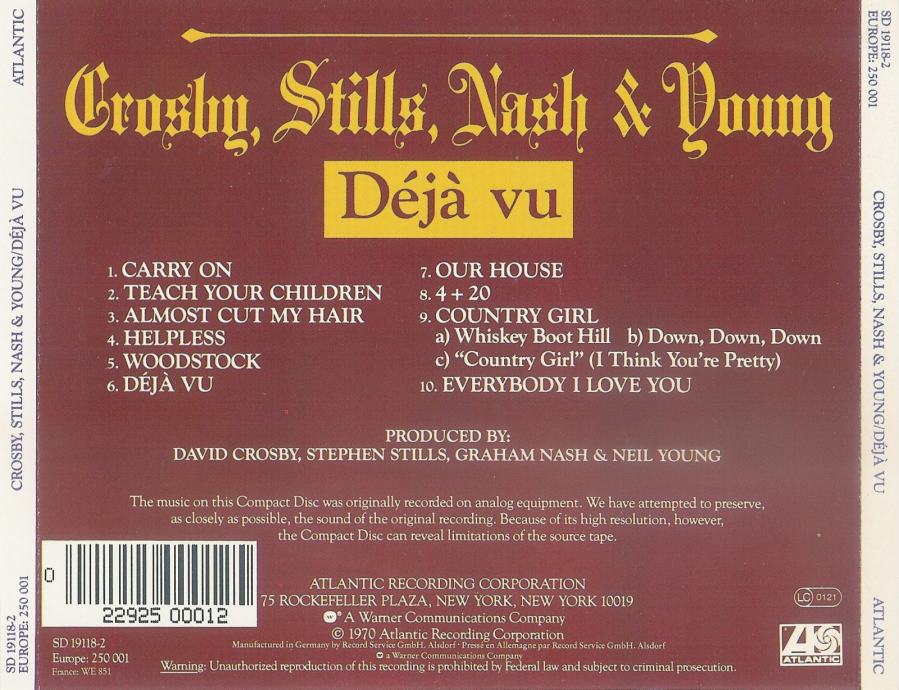 Crosby, Stills, Nash & Young
Déjà vu
1. CARRY ON
2. TEACH YOUR CHILDREN
3. ALMOST CUT MY HAIR
4. HELPLESS
5. WOODSTOCK
6. DÉJÀ VU
7. OUR HOUSE
8. 4 + 20
9. COUNTRY GIRL
a) Whiskey Boot Hill b) Down, Down, Down
c) “Country Girl” (I Think You're Pretty)
10. EVERYBODY I LOVE YOU
PRODUCED BY:
DAVID CROSBY, STEPHEN STILLS, GRAHAM NASH & NEIL YOUNG
The music on this Compact Disc was originally recorded on analog equipment. We have attempted to preserve,
as closely as possible, the sound of the original recording. Because of its high resolution, however,
the Compact Disc can reveal limitations of the source tape.
0
22925 00012
ATLANTIC RECORDING CORPORATION
75 ROCKEFELLER PLAZA, NEW YORK, NEW YORK 10019
A Warner Communications Company
© 1970 Atlantic Recording Corporation
Manufactured in Germany by Record Service GmbH. Alsdorf · Pressé en Allemagne par Record Service GmbH. Alsdorf
a Warner Communications Company
Warning: Unauthorized reproduction of this recording is prohibited by Federal law and subject to criminal prosecution.
SD 19118-2
Europe: 250 001
France: WE 851
LC 0121
ATLANTIC
ATLANTIC
CROSBY, STILLS, NASH & YOUNG/DÉJÀ VU
SD 19118-2
EUROPE: 250 001
SD 19118-2
EUROPE: 250 001
CROSBY, STILLS, NASH & YOUNG/DÉJÀ VU
ATLANTIC